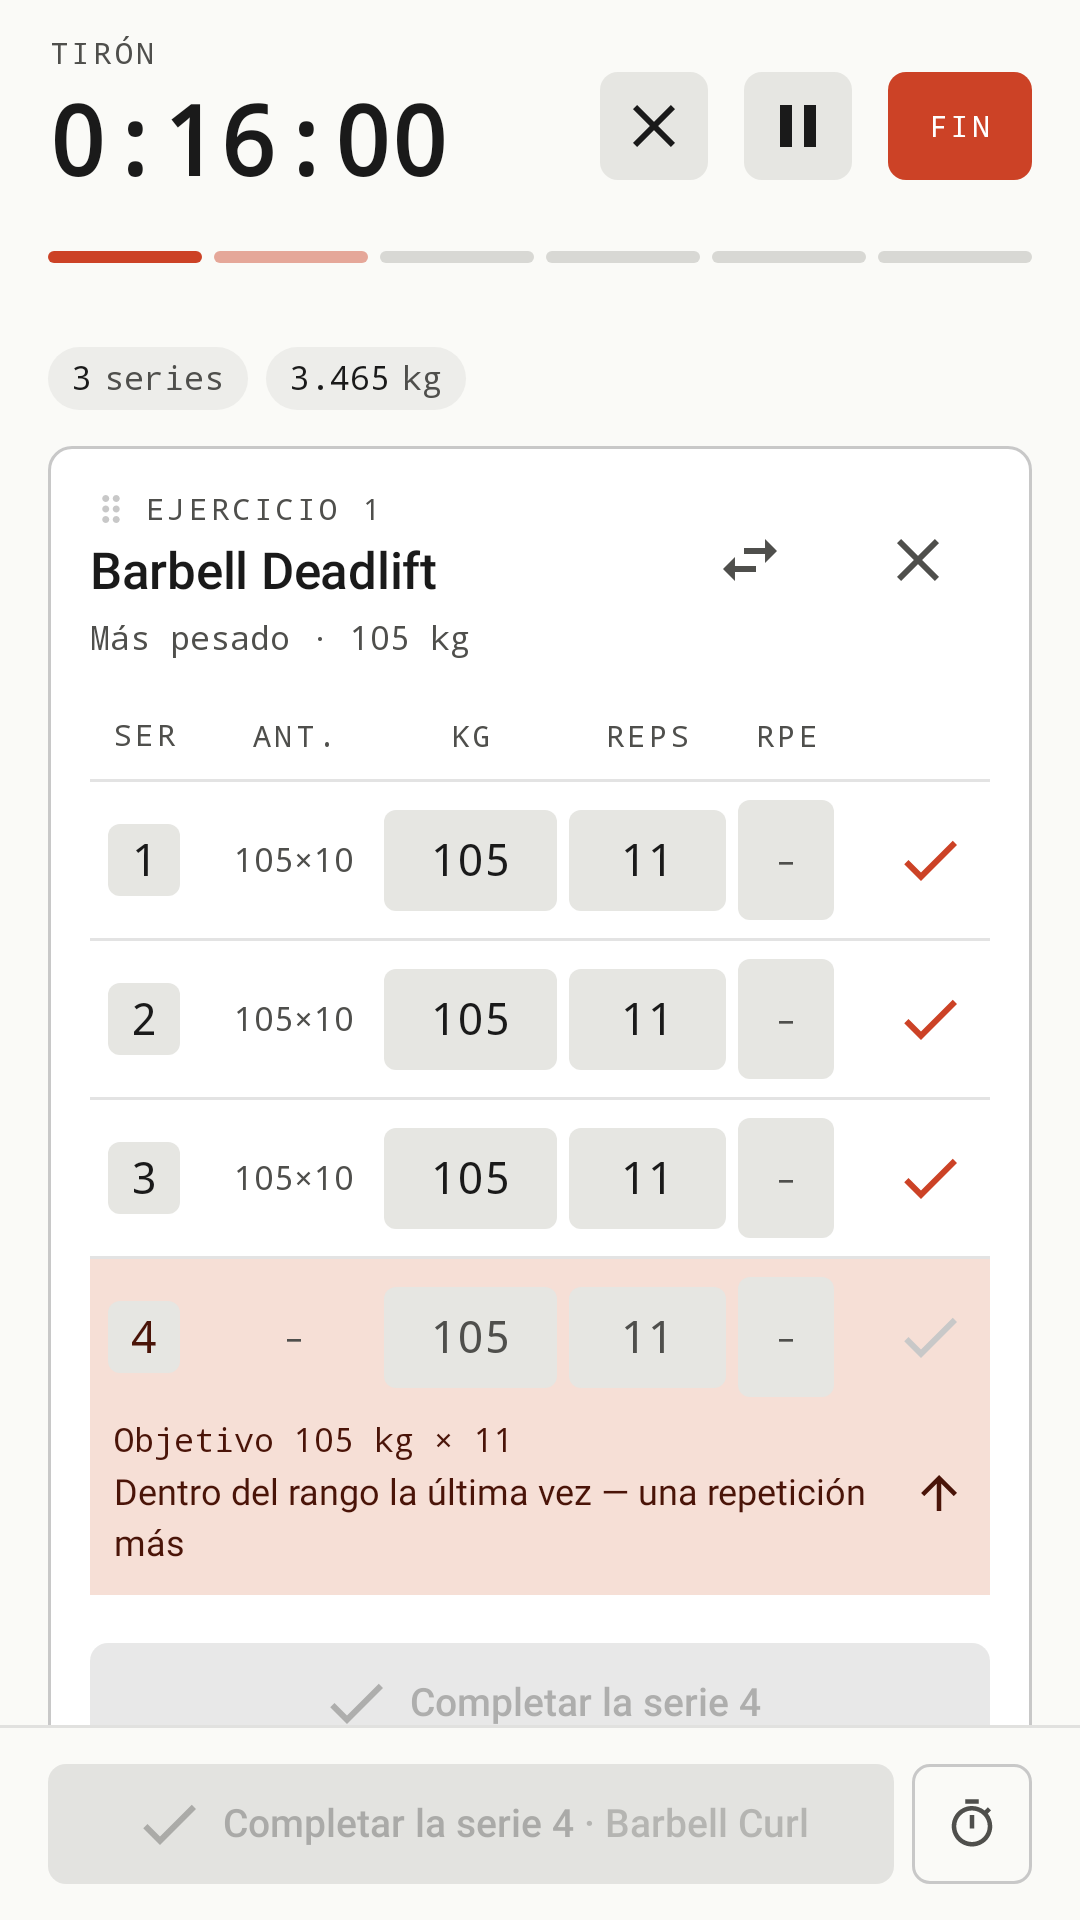 TIRÓN
0:16:00
FIN
3 series 3.465 kg
EJERCICIO 1
Barbell Deadlift
Más pesado · 105 kg
SER ANT. KG REPS RPE
1 105×10 105 11 –
2 105×10 105 11 –
3 105×10 105 11 –
4 – 105 11 –
Objetivo 105 kg × 11
Dentro del rango la última vez — una repetición
más
Completar la serie 4
Completar la serie 4 · Barbell Curl